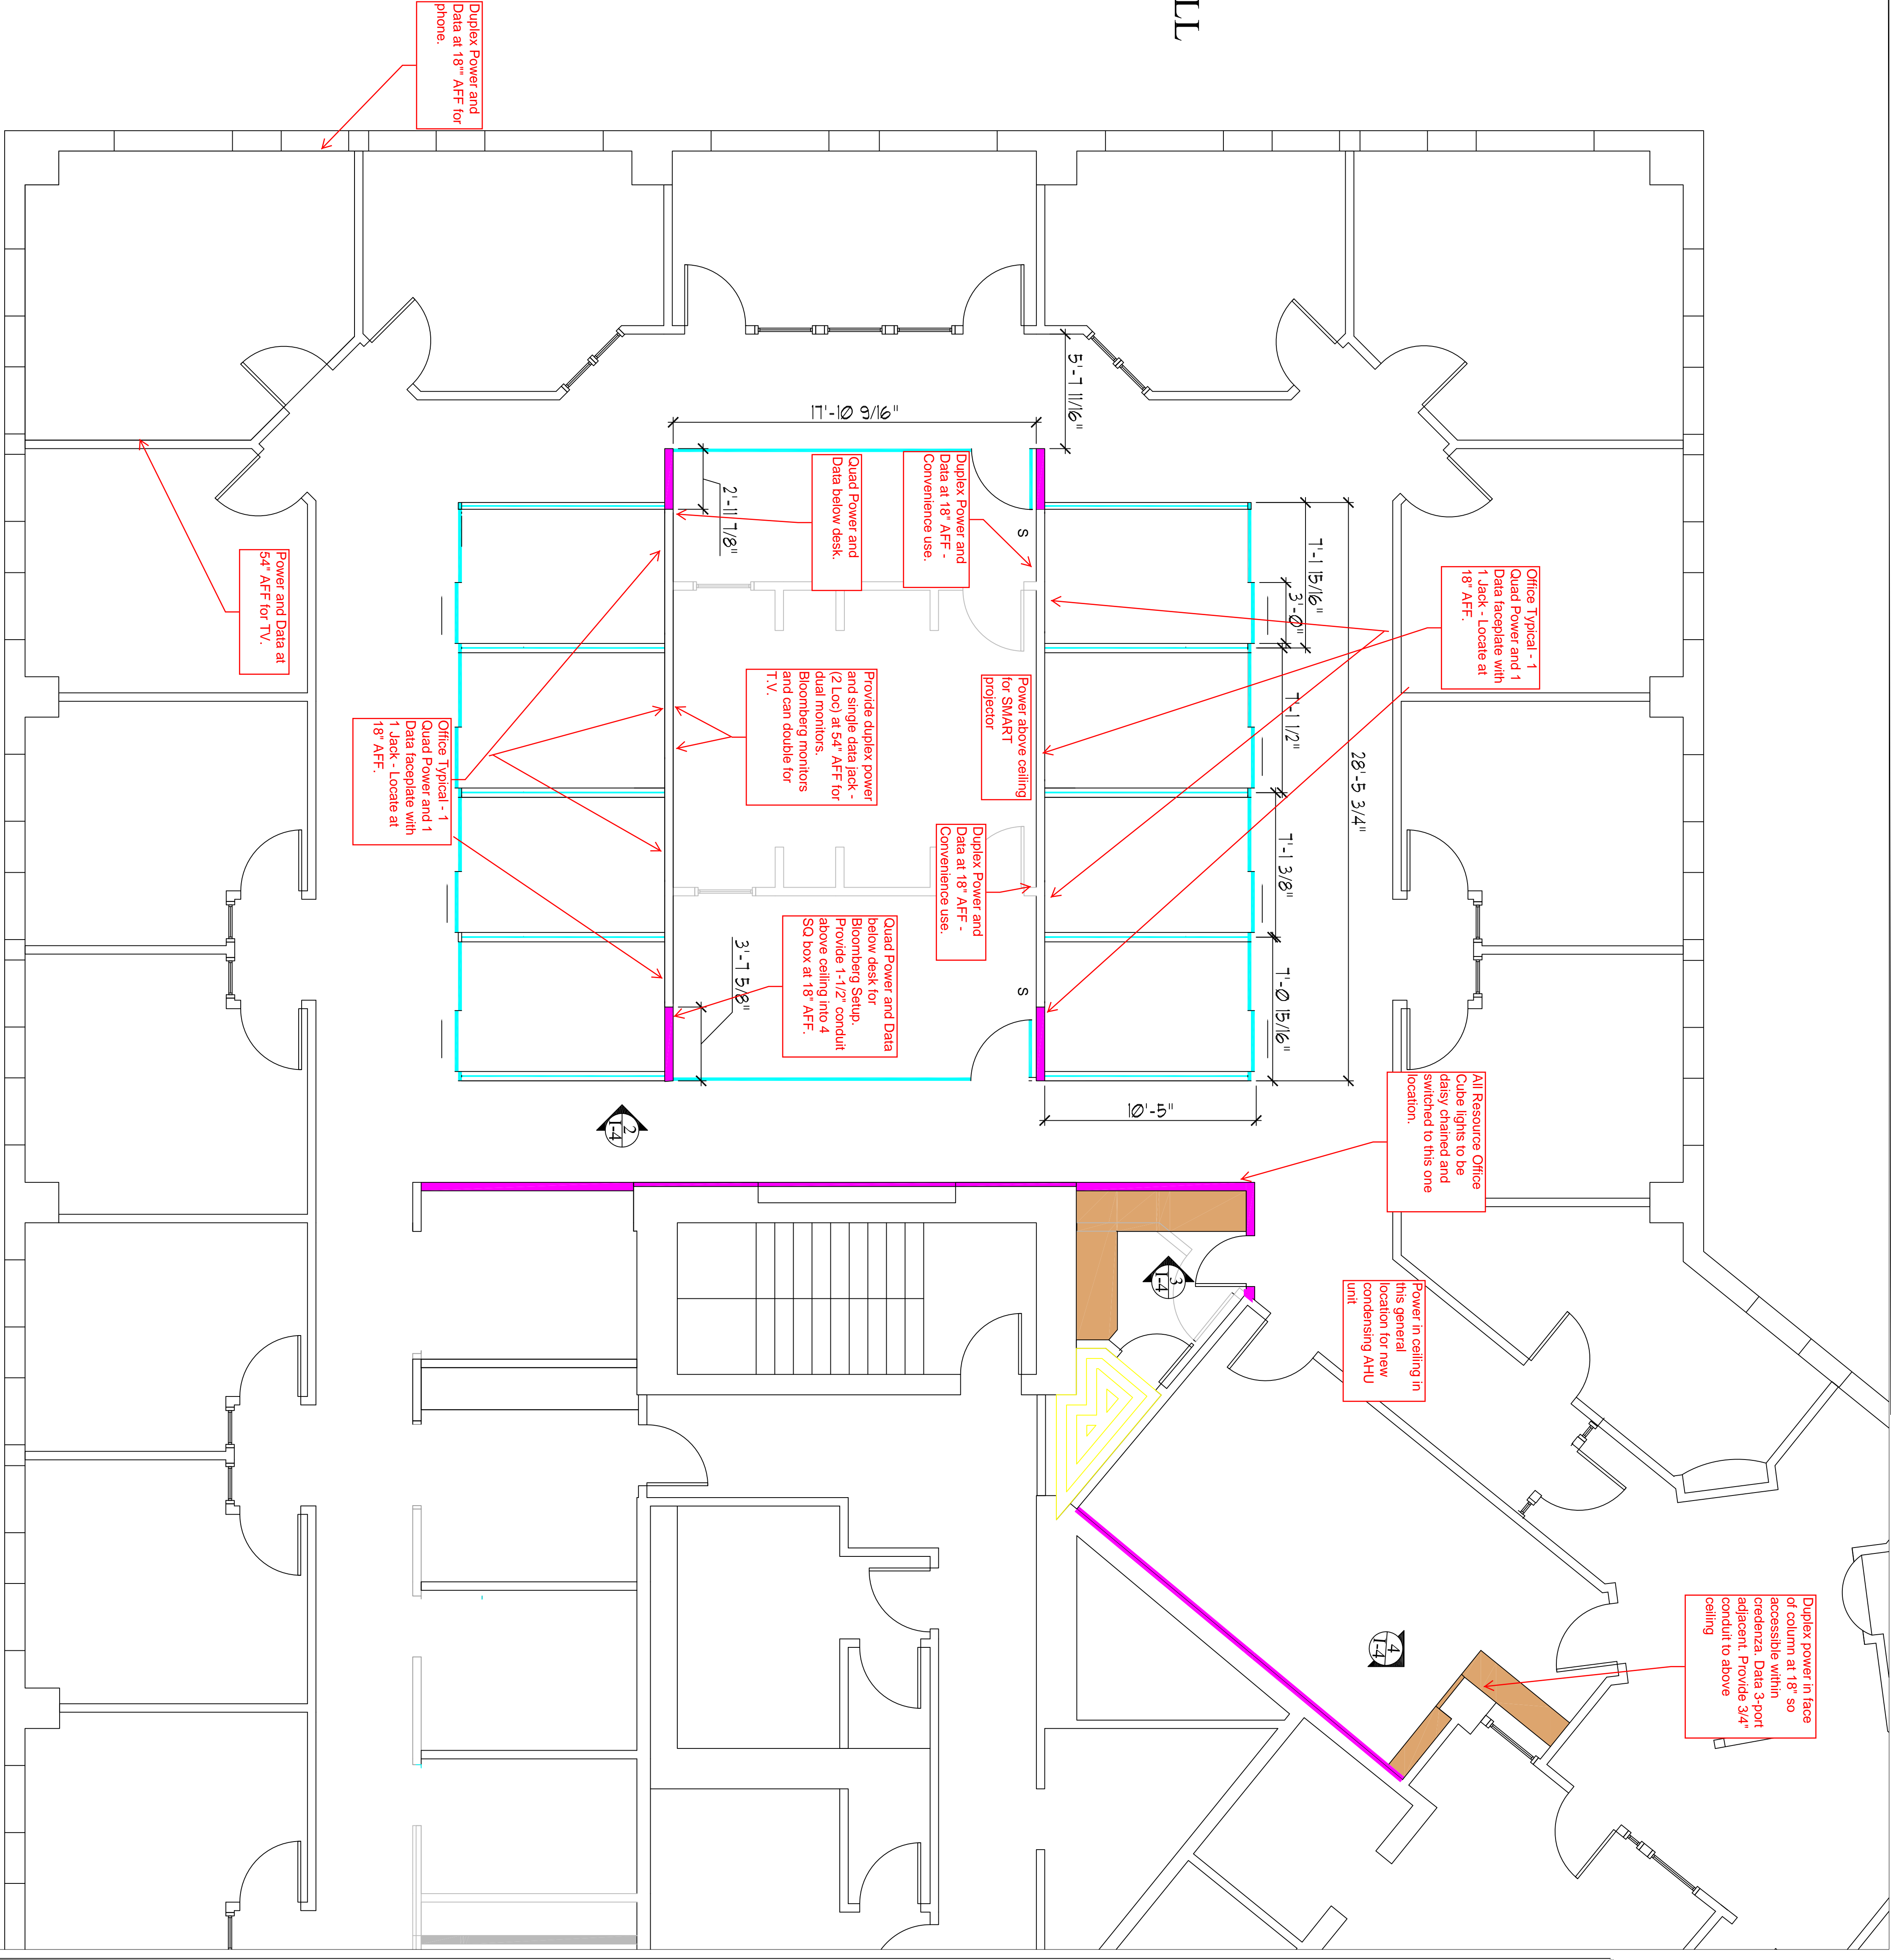 LL
Duplex Power and
Data at 18"" AFF for
phone.
5'-7 11/16"
17'-10 9/16"
2'-11 7/8"
Quad Power and
Data below desk.
Duplex Power and
Data at 18" AFF -
Convenience use.
S
7'-1 15/16"
3'-0"
7'-1 1/2"
28'-5 3/4"
7'-1 3/8"
7'-0 15/16"
10'-5"
Office Typical - 1
Quad Power and 1
Data faceplate with
1 Jack - Locate at
18" AFF.
Power and Data at
54" AFF for TV.
Office Typical - 1
Quad Power and 1
Data faceplate with
1 Jack - Locate at
18" AFF.
Provide duplex power
and single data jack -
(2 Loc) at 54" AFF for
dual monitors.
Bloomberg monitors
and can double for
T.V.
Power above ceiling
for SMART
projector
Duplex Power and
Data at 18" AFF -
Convenience use.
S
3'-7 5/8"
Quad Power and Data
below desk for
Bloomberg Setup.
Provide 1-1/2" conduit
above ceiling into 4
SQ box at 18" AFF.
2
I-4
All Resource Office
Cube lights to be
daisy chained and
switched to this one
location.
3
I-4
Power in ceiling in
this general
location for new
condensing AHU
unit
4
I-4
Duplex power in face
of column at 18" so
accessible within
credenza. Data 3-port
adjacent. Provide 3/4"
conduit to above
ceiling